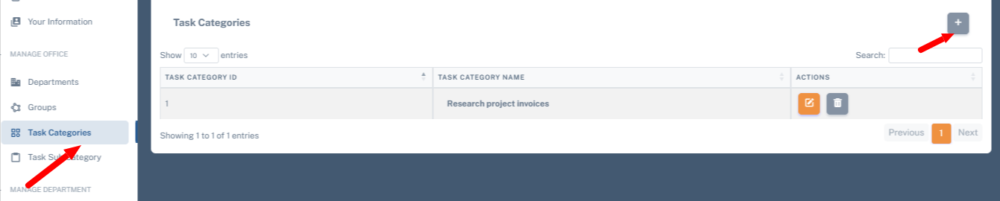 Your Information
MANAGE OFFICE
Departments
Groups
Task Categories
Task Sub Category
MANAGE DEPARTMENT
Task Categories
+
Show 10 entries
Search:
TASK CATEGORY ID TASK CATEGORY NAME ACTIONS
1 Research project invoices
Showing 1 to 1 of 1 entries
Previous 1 Next